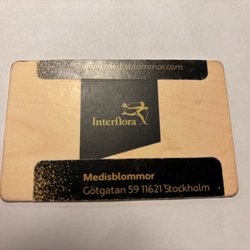 www.medisblommor.com
Interflora
Medisblommor
Götgatan 59 11621 Stockholm